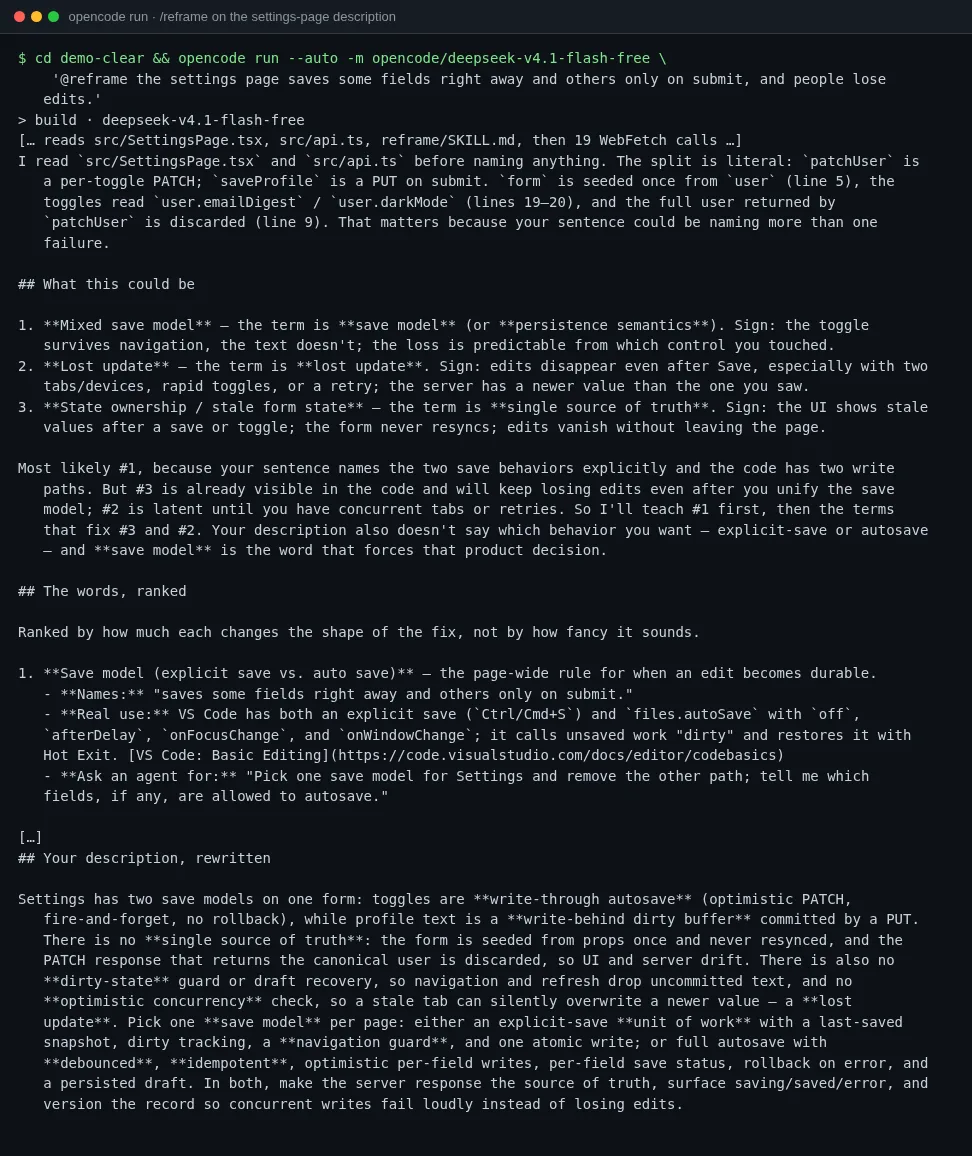 opencode run · /reframe on the settings-page description
$ cd demo-clear && opencode run --auto -m opencode/deepseek-v4.1-flash-free \
'@reframe the settings page saves some fields right away and others only on submit, and people lose
edits.'
> build · deepseek-v4.1-flash-free
[… reads src/SettingsPage.tsx, src/api.ts, reframe/SKILL.md, then 19 WebFetch calls …]
I read `src/SettingsPage.tsx` and `src/api.ts` before naming anything. The split is literal: `patchUser` is
a per-toggle PATCH; `saveProfile` is a PUT on submit. `form` is seeded once from `user` (line 5), the
toggles read `user.emailDigest` / `user.darkMode` (lines 19–20), and the full user returned by
`patchUser` is discarded (line 9). That matters because your sentence could be naming more than one
failure.
## What this could be
1. **Mixed save model** — the term is **save model** (or **persistence semantics**). Sign: the toggle
survives navigation, the text doesn't; the loss is predictable from which control you touched.
2. **Lost update** — the term is **lost update**. Sign: edits disappear even after Save, especially with two
tabs/devices, rapid toggles, or a retry; the server has a newer value than the one you saw.
3. **State ownership / stale form state** — the term is **single source of truth**. Sign: the UI shows stale
values after a save or toggle; the form never resyncs; edits vanish without leaving the page.
Most likely #1, because your sentence names the two save behaviors explicitly and the code has two write
paths. But #3 is already visible in the code and will keep losing edits even after you unify the save
model; #2 is latent until you have concurrent tabs or retries. So I'll teach #1 first, then the terms
that fix #3 and #2. Your description also doesn't say which behavior you want — explicit-save or autosave
— and **save model** is the word that forces that product decision.
## The words, ranked
Ranked by how much each changes the shape of the fix, not by how fancy it sounds.
1. **Save model (explicit save vs. auto save)** — the page-wide rule for when an edit becomes durable.
- **Names:** "saves some fields right away and others only on submit."
- **Real use:** VS Code has both an explicit save (`Ctrl/Cmd+S`) and `files.autoSave` with `off`,
`afterDelay`, `onFocusChange`, and `onWindowChange`; it calls unsaved work "dirty" and restores it with
Hot Exit. [VS Code: Basic Editing](https://code.visualstudio.com/docs/editor/codebasics)
- **Ask an agent for:** "Pick one save model for Settings and remove the other path; tell me which
fields, if any, are allowed to autosave."
[…]
## Your description, rewritten
Settings has two save models on one form: toggles are **write-through autosave** (optimistic PATCH,
fire-and-forget, no rollback), while profile text is a **write-behind dirty buffer** committed by a PUT.
There is no **single source of truth**: the form is seeded from props once and never resynced, and the
PATCH response that returns the canonical user is discarded, so UI and server drift. There is also no
**dirty-state** guard or draft recovery, so navigation and refresh drop uncommitted text, and no
**optimistic concurrency** check, so a stale tab can silently overwrite a newer value — a **lost
update**. Pick one **save model** per page: either an explicit-save **unit of work** with a last-saved
snapshot, dirty tracking, a **navigation guard**, and one atomic write; or full autosave with
**debounced**, **idempotent**, optimistic per-field writes, per-field save status, rollback on error, and
a persisted draft. In both, make the server response the source of truth, surface saving/saved/error, and
version the record so concurrent writes fail loudly instead of losing edits.